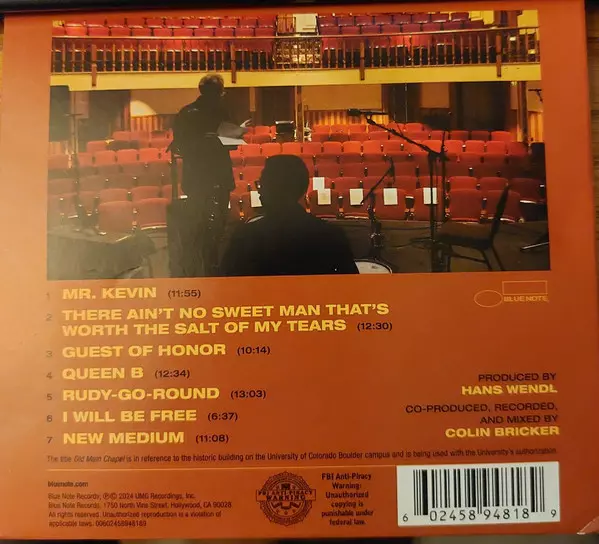 1 MR. KEVIN (11:55)
2 THERE AIN'T NO SWEET MAN THAT'S
WORTH THE SALT OF MY TEARS (12:30)
3 GUEST OF HONOR (10:14)
4 QUEEN B (12:34)
5 RUDY-GO-ROUND (13:03)
6 I WILL BE FREE (6:37)
7 NEW MEDIUM (11:08)
BLUE NOTE
PRODUCED BY
HANS WENDL
CO-PRODUCED, RECORDED,
AND MIXED BY
COLIN BRICKER
The title Old Main Chapel is in reference to the historic building on the University of Colorado Boulder campus and is being used with the University's authorization.
bluenote.com
Blue Note Records, Ⓟ © 2024 UMG Recordings, Inc.
Blue Note Records, 1750 North Vine Street, Hollywood, CA 90028
All rights reserved. Unauthorized reproduction is a violation of
applicable laws. 00602458948189
FBI ANTI-PIRACY
WARNING
FBI Anti-Piracy
Warning:
Unauthorized
copying is
punishable under
federal law.
6 02458 94818 9